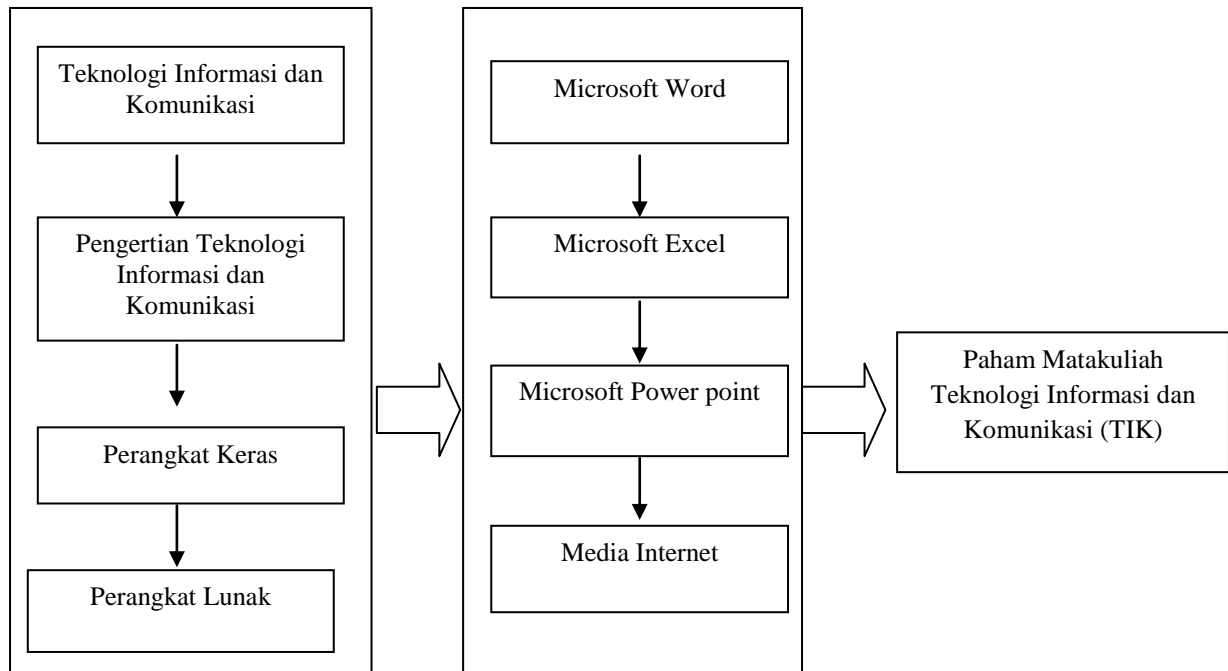 Teknologi Informasi dan
Komunikasi
Pengertian Teknologi
Informasi dan
Komunikasi
Perangkat Keras
Perangkat Lunak
Microsoft Word
Microsoft Excel
Microsoft Power point
Media Internet
Paham Matakuliah
Teknologi Informasi dan
Komunikasi (TIK)